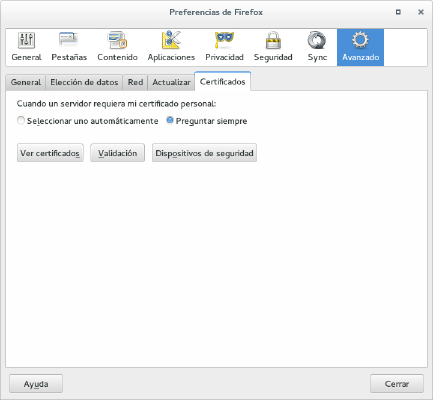 Preferencias de Firefox
General Pestañas Contenido Aplicaciones Privacidad Seguridad Sync Avanzado
General Elección de datos Red Actualizar Certificados
Cuando un servidor requiera mi certificado personal:
Seleccionar uno automáticamente Preguntar siempre
Ver certificados Validación Dispositivos de seguridad
Ayuda Cerrar